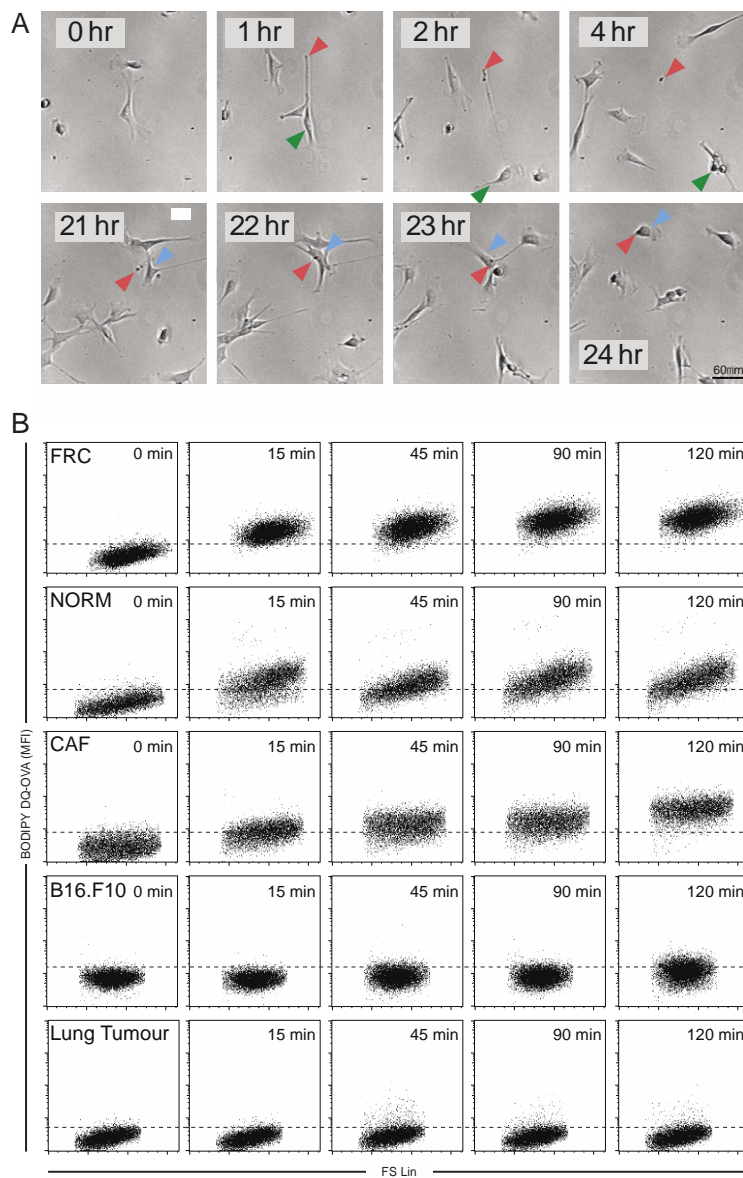 A
0 hr
1 hr
2 hr
4 hr
21 hr
22 hr
23 hr
24 hr
60mm
B
FRC 0 min 15 min 45 min 90 min 120 min
NORM 0 min 15 min 45 min 90 min 120 min
CAF 0 min 15 min 45 min 90 min 120 min
B16.F10 0 min 15 min 45 min 90 min 120 min
Lung Tumour 15 min 45 min 90 min 120 min
BODIPY DQ-OVA (MFI)
FS Lin